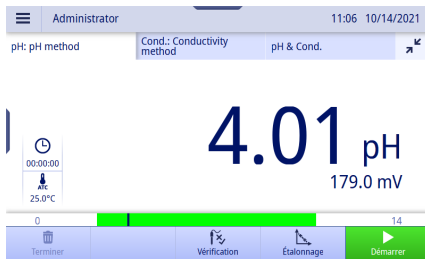 Administrator
11:06 10/14/2021
pH: pH method
Cond.: Conductivity
method
pH & Cond.
00:00:00
ATC
25.0°C
4.01 pH
179.0 mV
0
14
Terminer
Vérification
Étalonnage
Démarrer